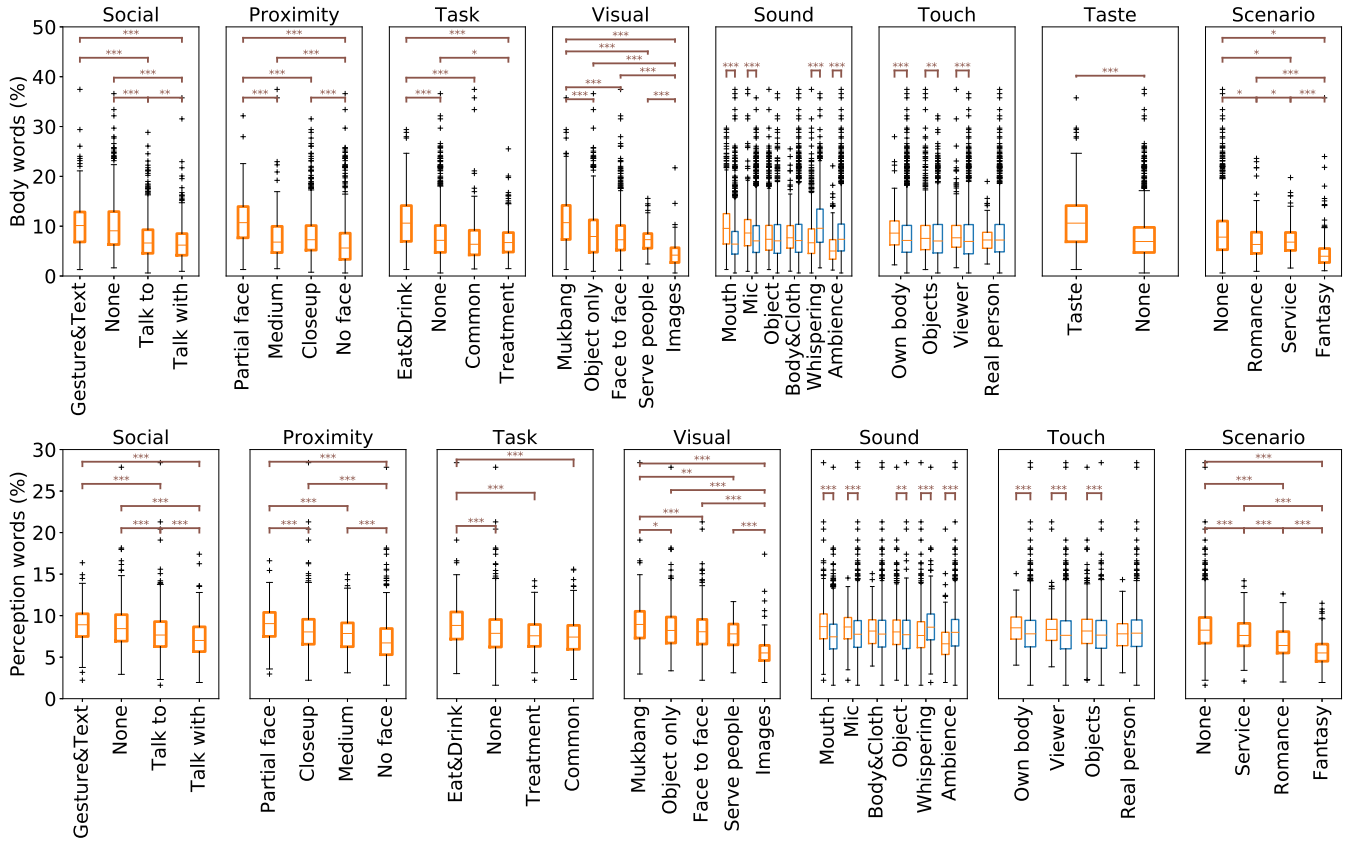 Social Proximity Task Visual Sound Touch Taste Scenario
Body words (%)
50
40
30
20
10
0
*** *** *** *** *** *** *** *** *** *** *** *** *** * *** *** *** *** *** *** *** *** *** *** *** *** *** *** ** *** *** * * *** * * ***
Gesture&Text None Talk to Talk with
Partial face Medium Closeup No face
Eat&Drink None Common Treatment
Mukbang Object only Face to face Serve people Images
Mouth Mic Object Body&Cloth Whispering Ambience
Own body Objects Viewer Real person
Taste None
None Romance Service Fantasy
Social Proximity Task Visual Sound Touch Scenario
Perception words (%)
30
25
20
15
10
5
0
Gesture&Text None Talk to Talk with
Partial face Closeup Medium No face
Eat&Drink None Treatment Common
Mukbang Object only Face to face Serve people Images
Mouth Mic Body&Cloth Object Whispering Ambience
Own body Viewer Objects Real person
None Service Romance Fantasy